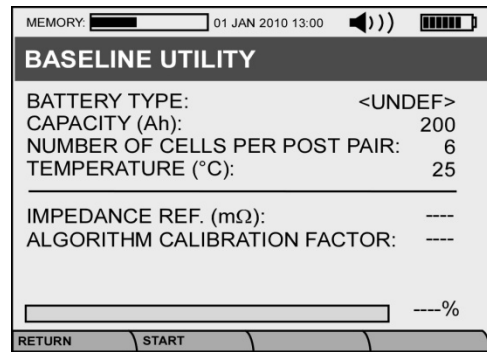 MEMORY: 01 JAN 2010 13:00
BASELINE UTILITY
BATTERY TYPE: <UNDEF>
CAPACITY (Ah): 200
NUMBER OF CELLS PER POST PAIR: 6
TEMPERATURE (°C): 25
IMPEDANCE REF. (mΩ): ----
ALGORITHM CALIBRATION FACTOR: ----
----%
RETURN START